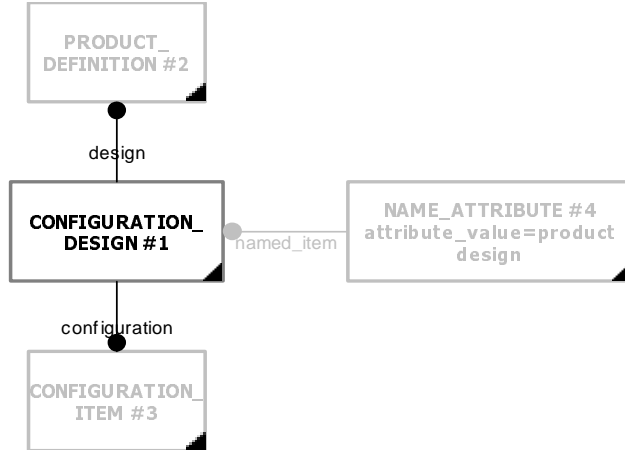 PRODUCT_
DEFINITION #2
design
CONFIGURATION_
DESIGN #1
named_item
NAME_ATTRIBUTE #4
attribute_value=product
design
configuration
CONFIGURATION_
ITEM #3